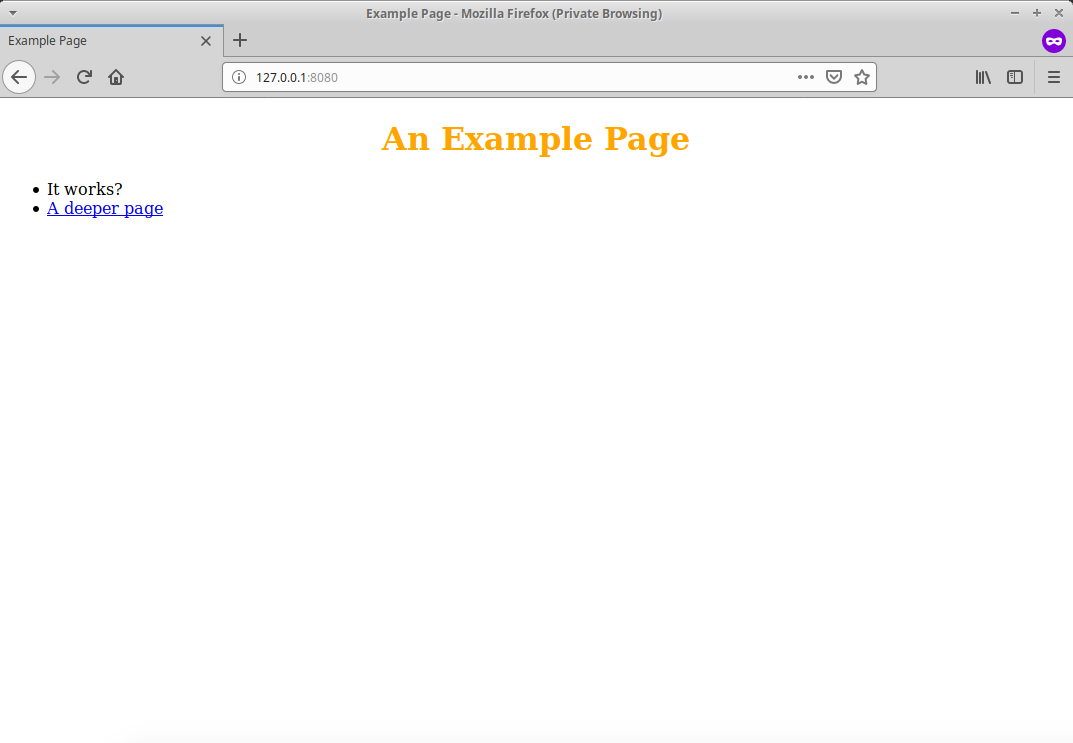 Example Page - Mozilla Firefox (Private Browsing)
Example Page
127.0.0.1:8080
An Example Page
It works?
A deeper page